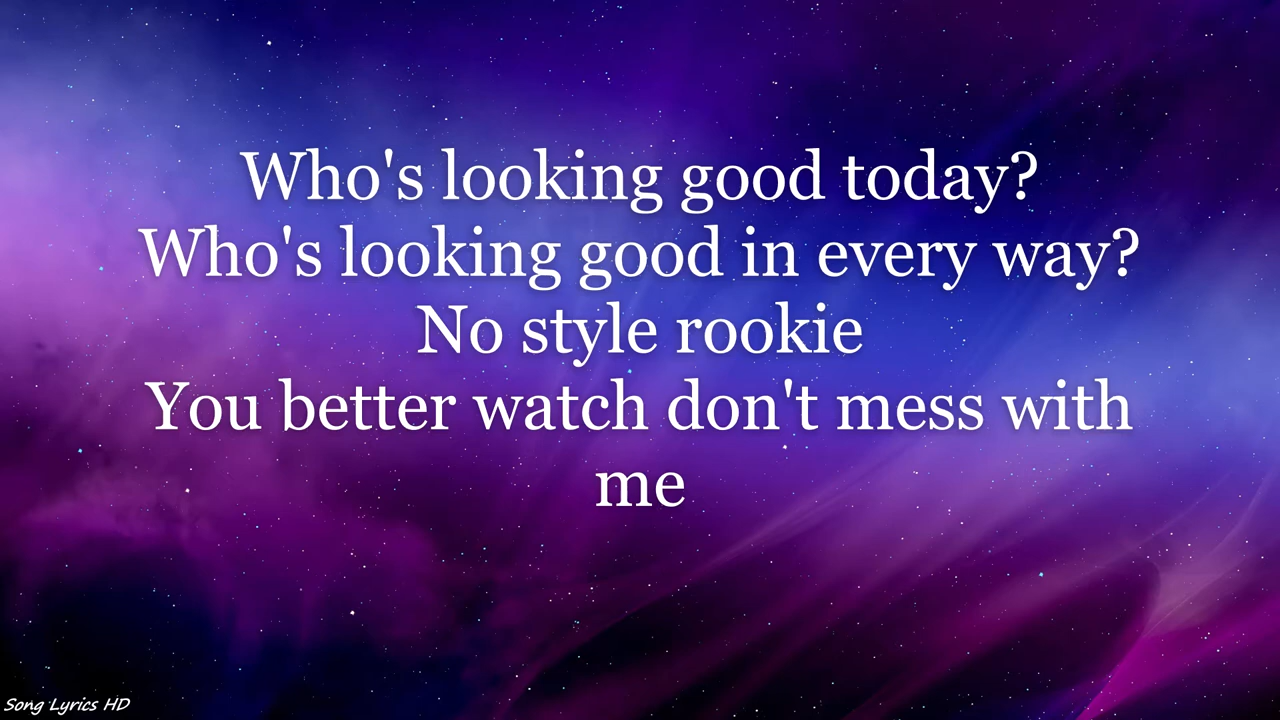 Who's looking good today?
Who's looking good in every way?
No style rookie
You better watch don't mess with
me
Song Lyrics HD